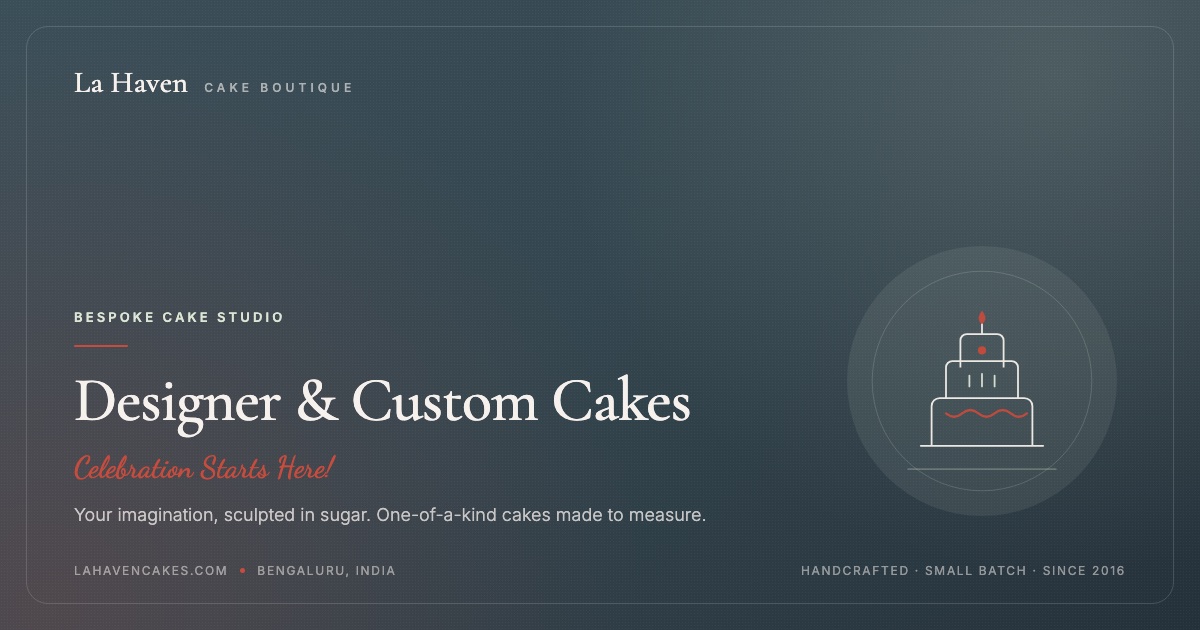 La Haven CAKE BOUTIQUE
BESPOKE CAKE STUDIO
Designer & Custom Cakes
Celebration Starts Here!
Your imagination, sculpted in sugar. One-of-a-kind cakes made to measure.
LAHAVENCAKES.COM • BENGALURU, INDIA
HANDCRAFTED · SMALL BATCH · SINCE 2016